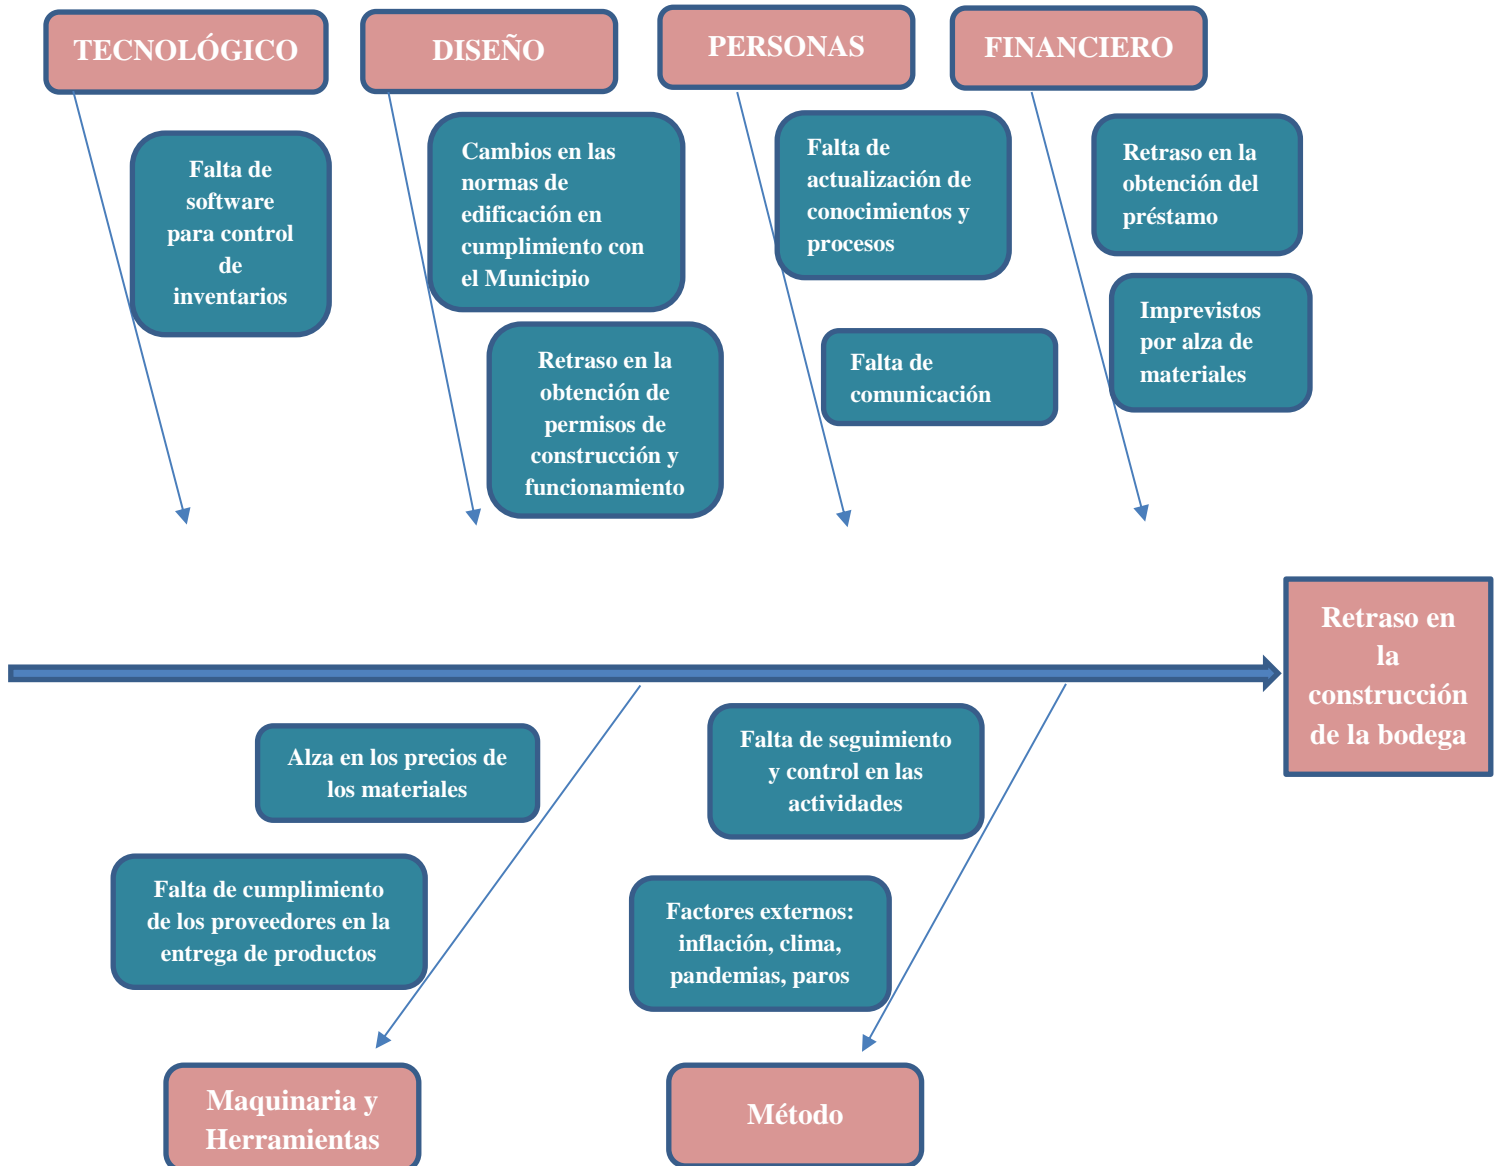 TECNOLÓGICO
DISEÑO
PERSONAS
FINANCIERO
Falta de
software
para control
de
inventarios
Cambios en las
normas de
edificación en
cumplimiento con
el Municipio
Retraso en la
obtención de
permisos de
construcción y
funcionamiento
Falta de
actualización de
conocimientos y
procesos
Falta de
comunicación
Retraso en la
obtención del
préstamo
Imprevistos
por alza de
materiales
Retraso en
la
construcción
de la bodega
Alza en los precios de
los materiales
Falta de cumplimiento
de los proveedores en la
entrega de productos
Falta de seguimiento
y control en las
actividades
Factores externos:
inflación, clima,
pandemias, paros
Maquinaria y
Herramientas
Método